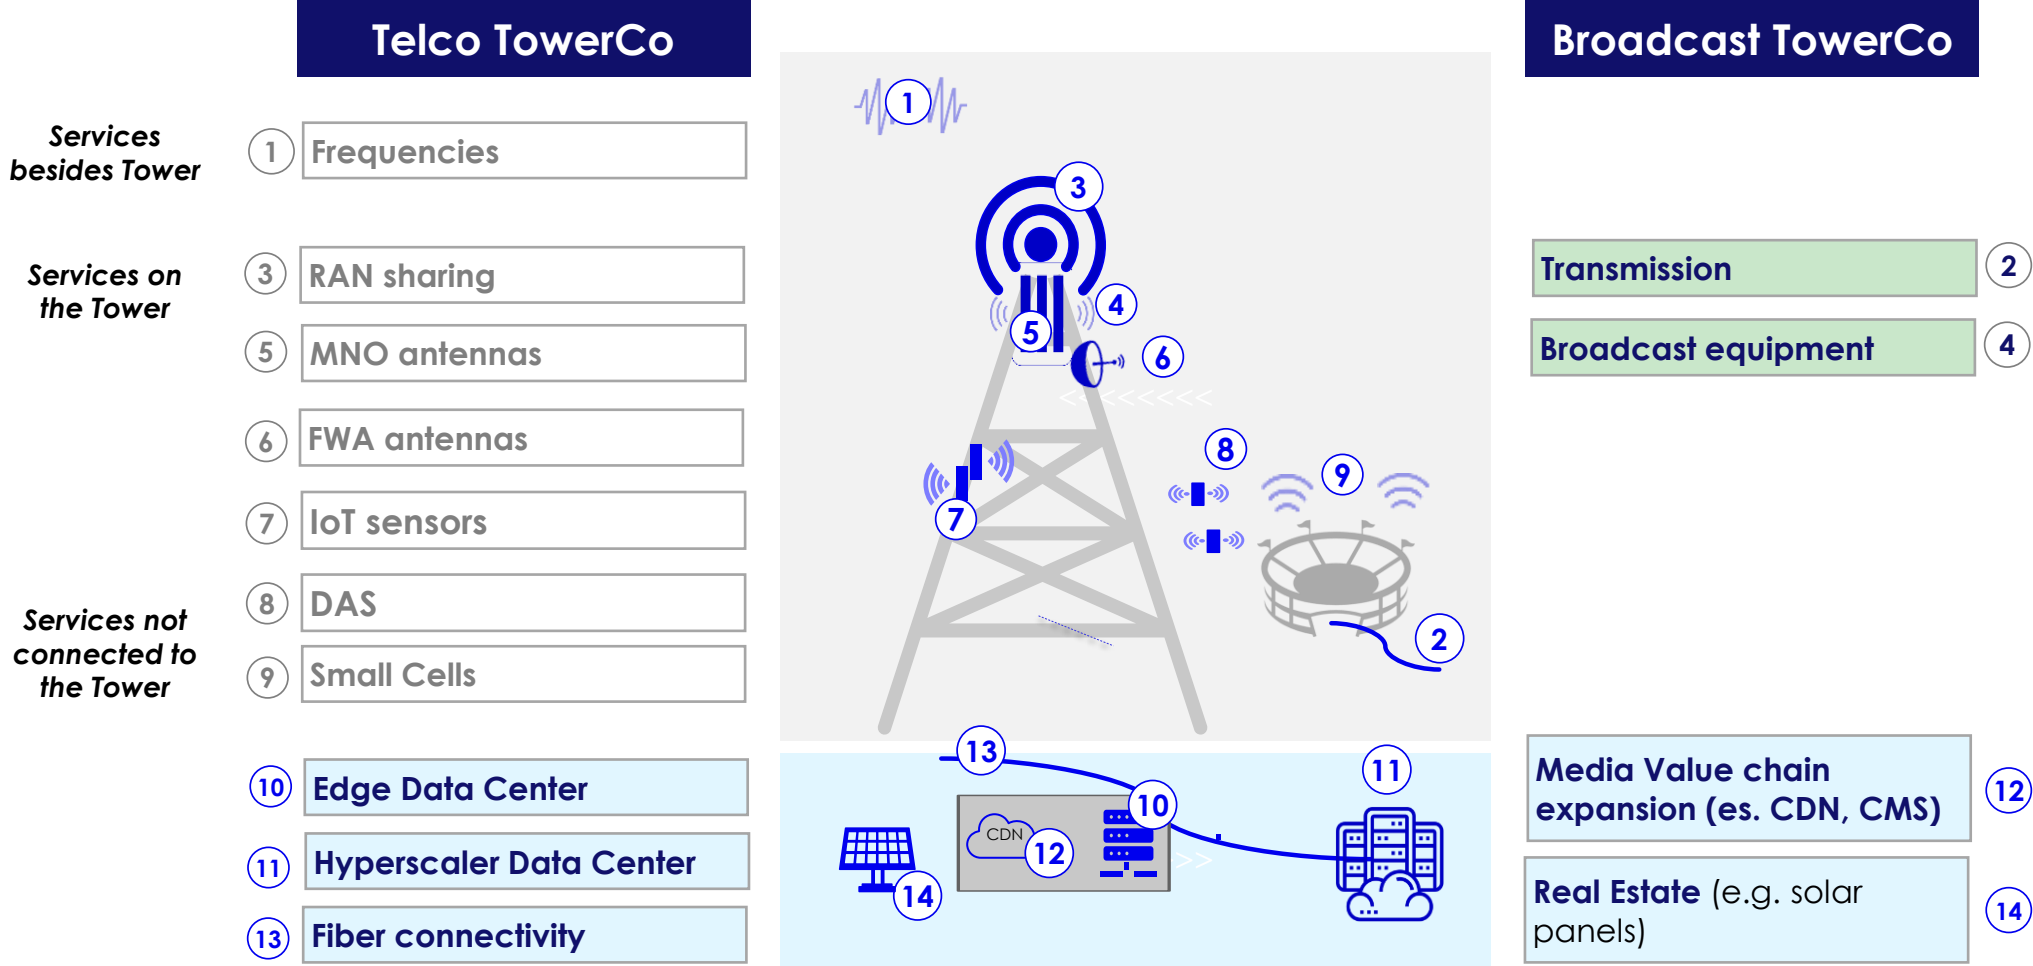 Telco TowerCo
Broadcast TowerCo
Services
besides Tower
1 Frequencies
Services on
the Tower
3 RAN sharing
5 MNO antennas
6 FWA antennas
7 IoT sensors
Services not
connected to
the Tower
8 DAS
9 Small Cells
10 Edge Data Center
11 Hyperscaler Data Center
13 Fiber connectivity
1
3
4
5
6
<<<<<<<<
8
9
7
2
13
11
10
CDN
12
>>
14
Transmission 2
Broadcast equipment 4
Media Value chain
expansion (es. CDN, CMS) 12
Real Estate (e.g. solar
panels) 14